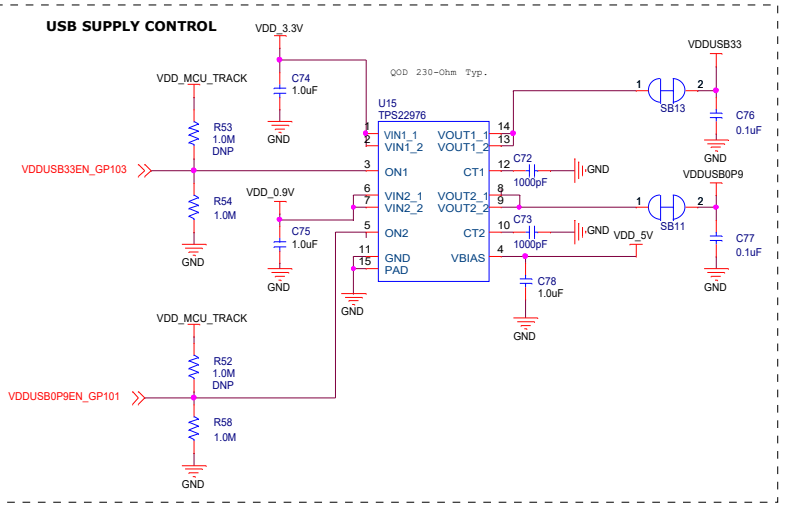 USB SUPPLY CONTROL
VDD_3.3V
VDDUSB33
QOD 230-Ohm Typ.
VDD_MCU_TRACK
C74
1.0uF
1
2
SB13
U15
TPS22976
R53
1.0M
DNP
GND
1
VIN1_1
VOUT1_1
14
2
VIN1_2
VOUT1_2
13
C76
0.1uF
GND
VDDUSB33EN_GP103
3
ON1
CT1
12
C72
1000pF
GND
VDDUSB0P9
R54
1.0M
VDD_0.9V
6
VIN2_1
VOUT2_1
8
7
VIN2_2
VOUT2_2
9
1
2
SB11
GND
C75
1.0uF
5
ON2
CT2
10
C73
1000pF
GND
VDD_5V
C77
0.1uF
GND
11
GND
VBIAS
4
15
PAD
GND
GND
C78
1.0uF
GND
VDD_MCU_TRACK
R52
1.0M
DNP
VDDUSB0P9EN_GP101
R58
1.0M
GND